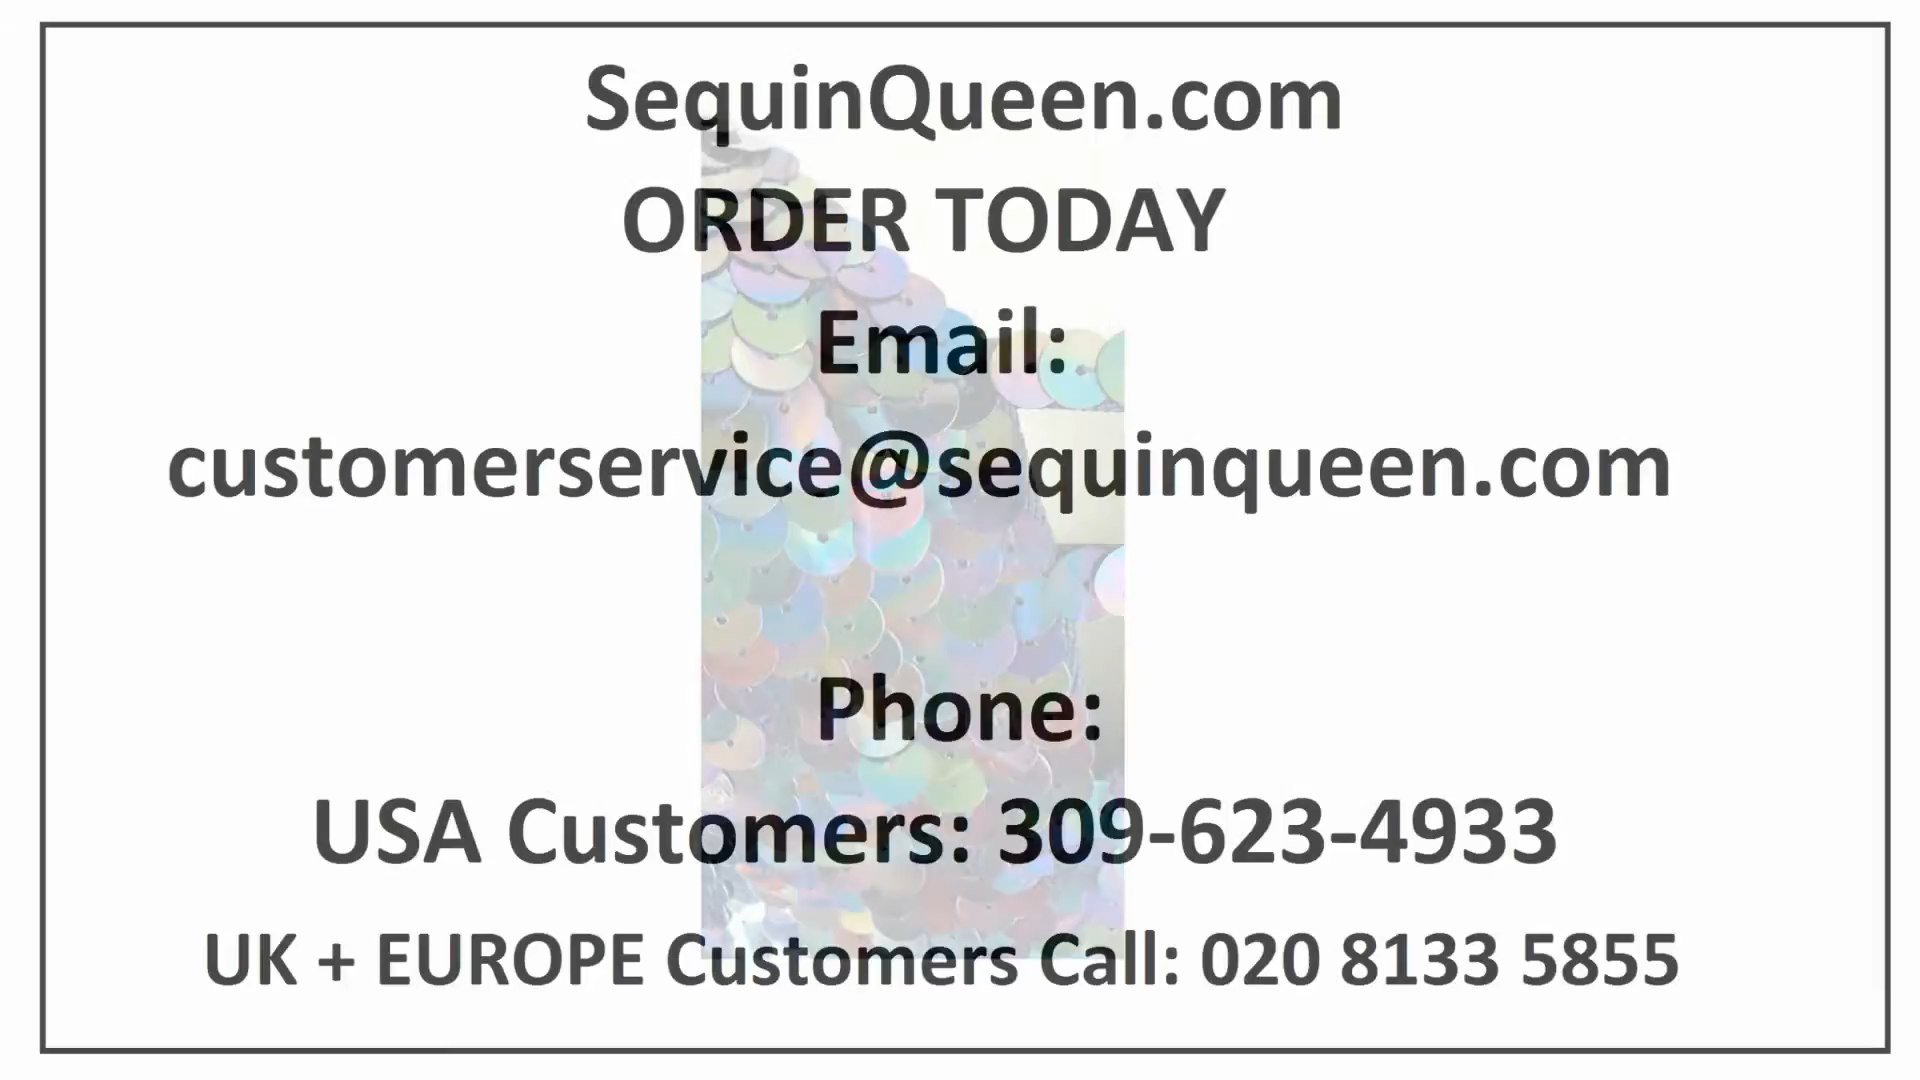 SequinQueen.com
ORDER TODAY
Email:
customerservice@sequinqueen.com
Phone:
USA Customers: 309-623-4933
UK + EUROPE Customers Call: 020 8133 5855